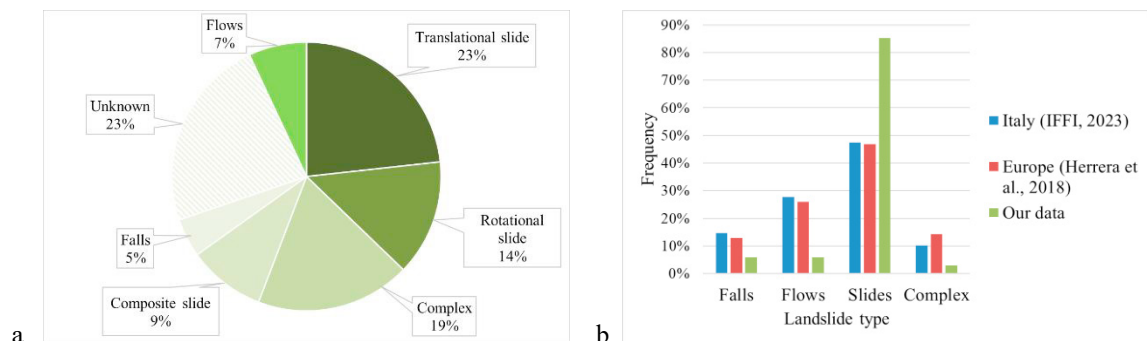 Flows
7%
Translational slide
23%
Unknown
23%
Rotational
slide
14%
Falls
5%
Composite slide
9%
Complex
19%
a
90%
80%
70%
60%
50%
40%
30%
20%
10%
0%
Frequency
Falls
Flows
Slides
Complex
Landslide type
Italy (IFFI, 2023)
Europe (Herrera et
al., 2018)
Our data
b